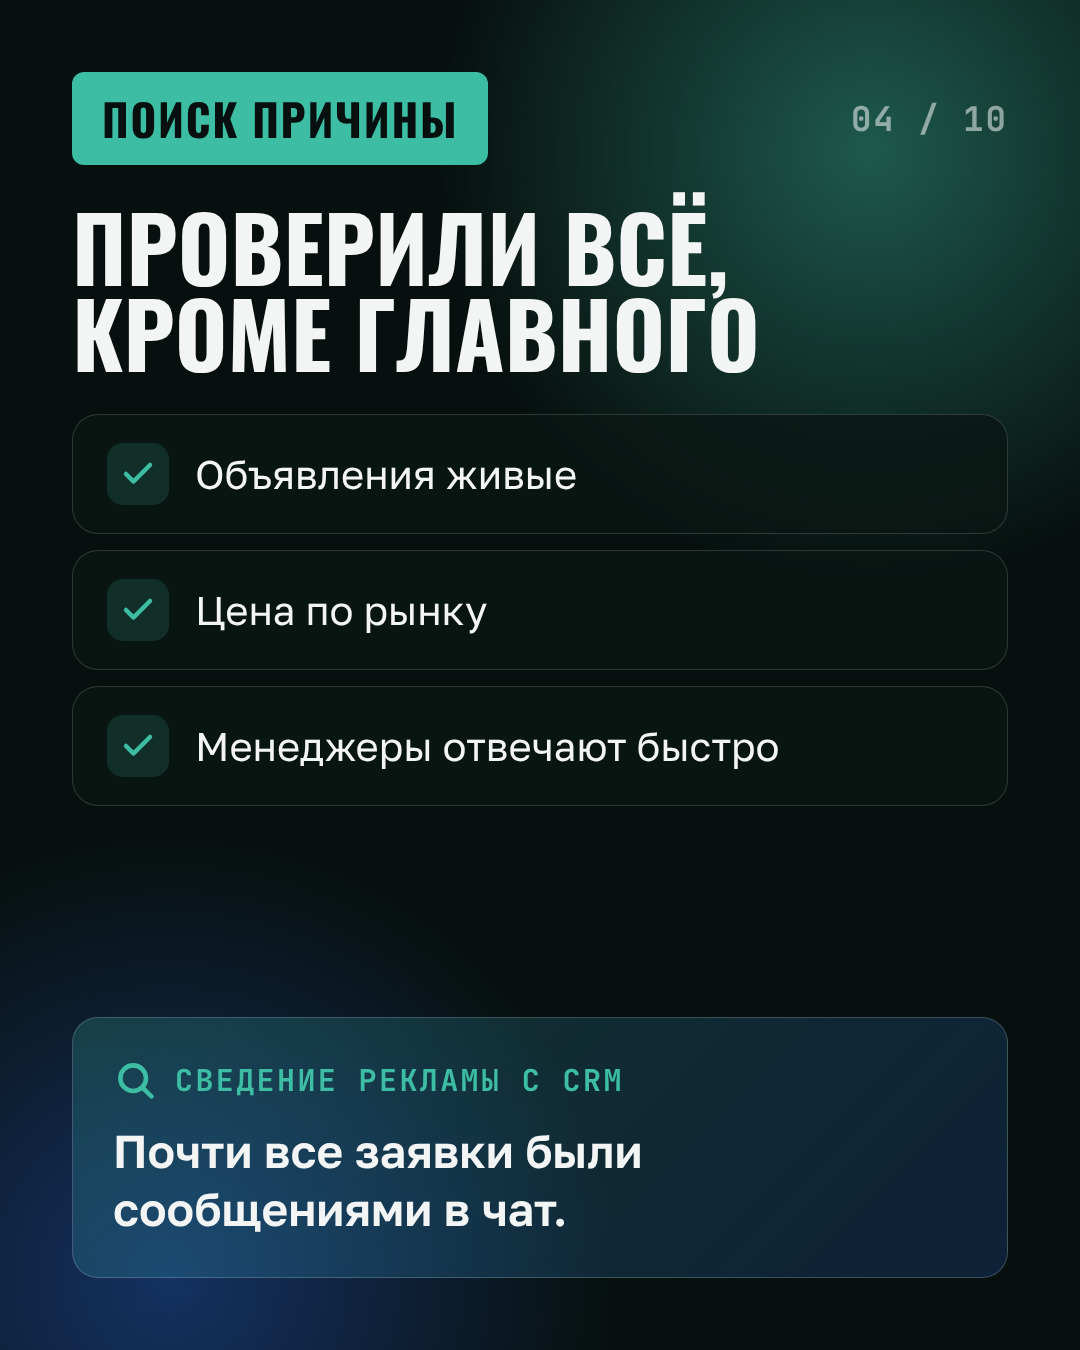 ПОИСК ПРИЧИНЫ
04 / 10
ПРОВЕРИЛИ ВСЁ,
КРОМЕ ГЛАВНОГО
Объявления живые
Цена по рынку
Менеджеры отвечают быстро
СВЕДЕНИЕ РЕКЛАМЫ С CRM
Почти все заявки были
сообщениями в чат.